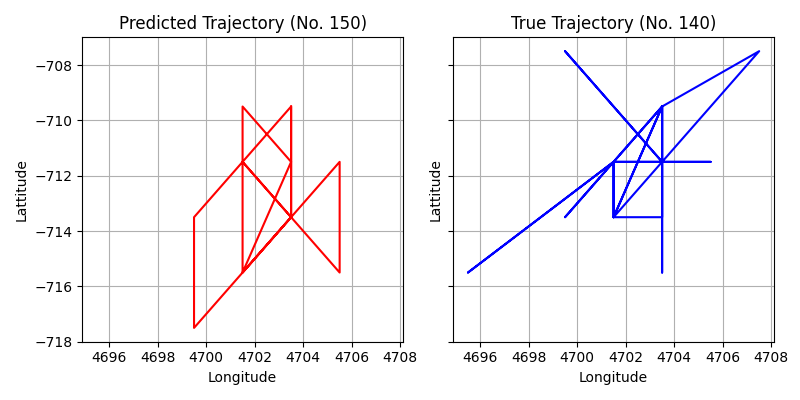 Predicted Trajectory (No. 150)
True Trajectory (No. 140)
−708
−710
−712
−714
−716
−718
Lattitude
Lattitude
4696 4698 4700 4702 4704 4706 4708
4696 4698 4700 4702 4704 4706 4708
Longitude
Longitude